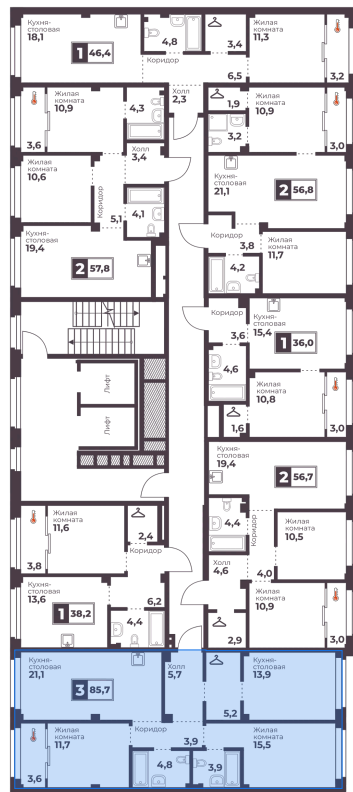 Кухня-
столовая
18,1
1 46,4
4,8
3,4
Жилая
комната
11,3
Коридор
6,5
3,2
Холл
2,3
Жилая
комната
10,9
4,3
1,9
Жилая
комната
10,9
3,6
3,2
3,0
Жилая
комната
10,6
Холл
3,4
Кухня-
столовая
21,1
2 56,8
Коридор
5,1
4,1
Кухня-
столовая
19,4
2 57,8
Коридор
3,8
Жилая
комната
11,7
4,2
Коридор
3,6
Кухня-
столовая
15,4
1 36,0
Лифт
4,6
Жилая
комната
10,8
Лифт
1,6
3,0
Кухня-
столовая
19,4
2 56,7
Жилая
комната
11,6
2,4
4,4
Коридор
Жилая
комната
10,5
3,8
Коридор
Холл
4,6
4,0
Кухня-
столовая
13,6
1 38,2
6,2
4,4
Жилая
комната
10,9
2,9
3,0
Кухня-
столовая
21,1
3 85,7
Холл
5,7
Жилая
комната
13,9
5,2
Жилая
комната
11,7
Коридор
3,9
Жилая
комната
15,5
3,6
4,8
3,9